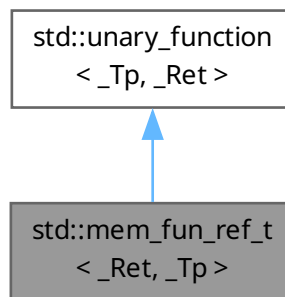 std::unary_function
< _Tp, _Ret >
std::mem_fun_ref_t
< _Ret, _Tp >